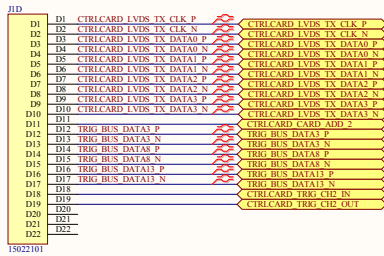 J1D
D1 D1 CTRLCARD_LVDS_TX_CLK_P CTRLCARD_LVDS_TX_CLK_P
D2 D2 CTRLCARD_LVDS_TX_CLK_N CTRLCARD_LVDS_TX_CLK_N
D3 D3 CTRLCARD_LVDS_TX_DATA0_P CTRLCARD_LVDS_TX_DATA0_P
D4 D4 CTRLCARD_LVDS_TX_DATA0_N CTRLCARD_LVDS_TX_DATA0_N
D5 D5 CTRLCARD_LVDS_TX_DATA1_P CTRLCARD_LVDS_TX_DATA1_P
D6 D6 CTRLCARD_LVDS_TX_DATA1_N CTRLCARD_LVDS_TX_DATA1_N
D7 D7 CTRLCARD_LVDS_TX_DATA2_P CTRLCARD_LVDS_TX_DATA2_P
D8 D8 CTRLCARD_LVDS_TX_DATA2_N CTRLCARD_LVDS_TX_DATA2_N
D9 D9 CTRLCARD_LVDS_TX_DATA3_P CTRLCARD_LVDS_TX_DATA3_P
D10 D10 CTRLCARD_LVDS_TX_DATA3_N CTRLCARD_LVDS_TX_DATA3_N
D11 D11 CTRLCARD_CARD_ADD_2
D12 D12 TRIG_BUS_DATA3_P TRIG_BUS_DATA3_P
D13 D13 TRIG_BUS_DATA3_N TRIG_BUS_DATA3_N
D14 D14 TRIG_BUS_DATA8_P TRIG_BUS_DATA8_P
D15 D15 TRIG_BUS_DATA8_N TRIG_BUS_DATA8_N
D16 D16 TRIG_BUS_DATA13_P TRIG_BUS_DATA13_P
D17 D17 TRIG_BUS_DATA13_N TRIG_BUS_DATA13_N
D18 D18 CTRLCARD_TRIG_CH2_IN
D19 D19 CTRLCARD_TRIG_CH2_OUT
D20 D20
D21 D21
D22 D22
15022101